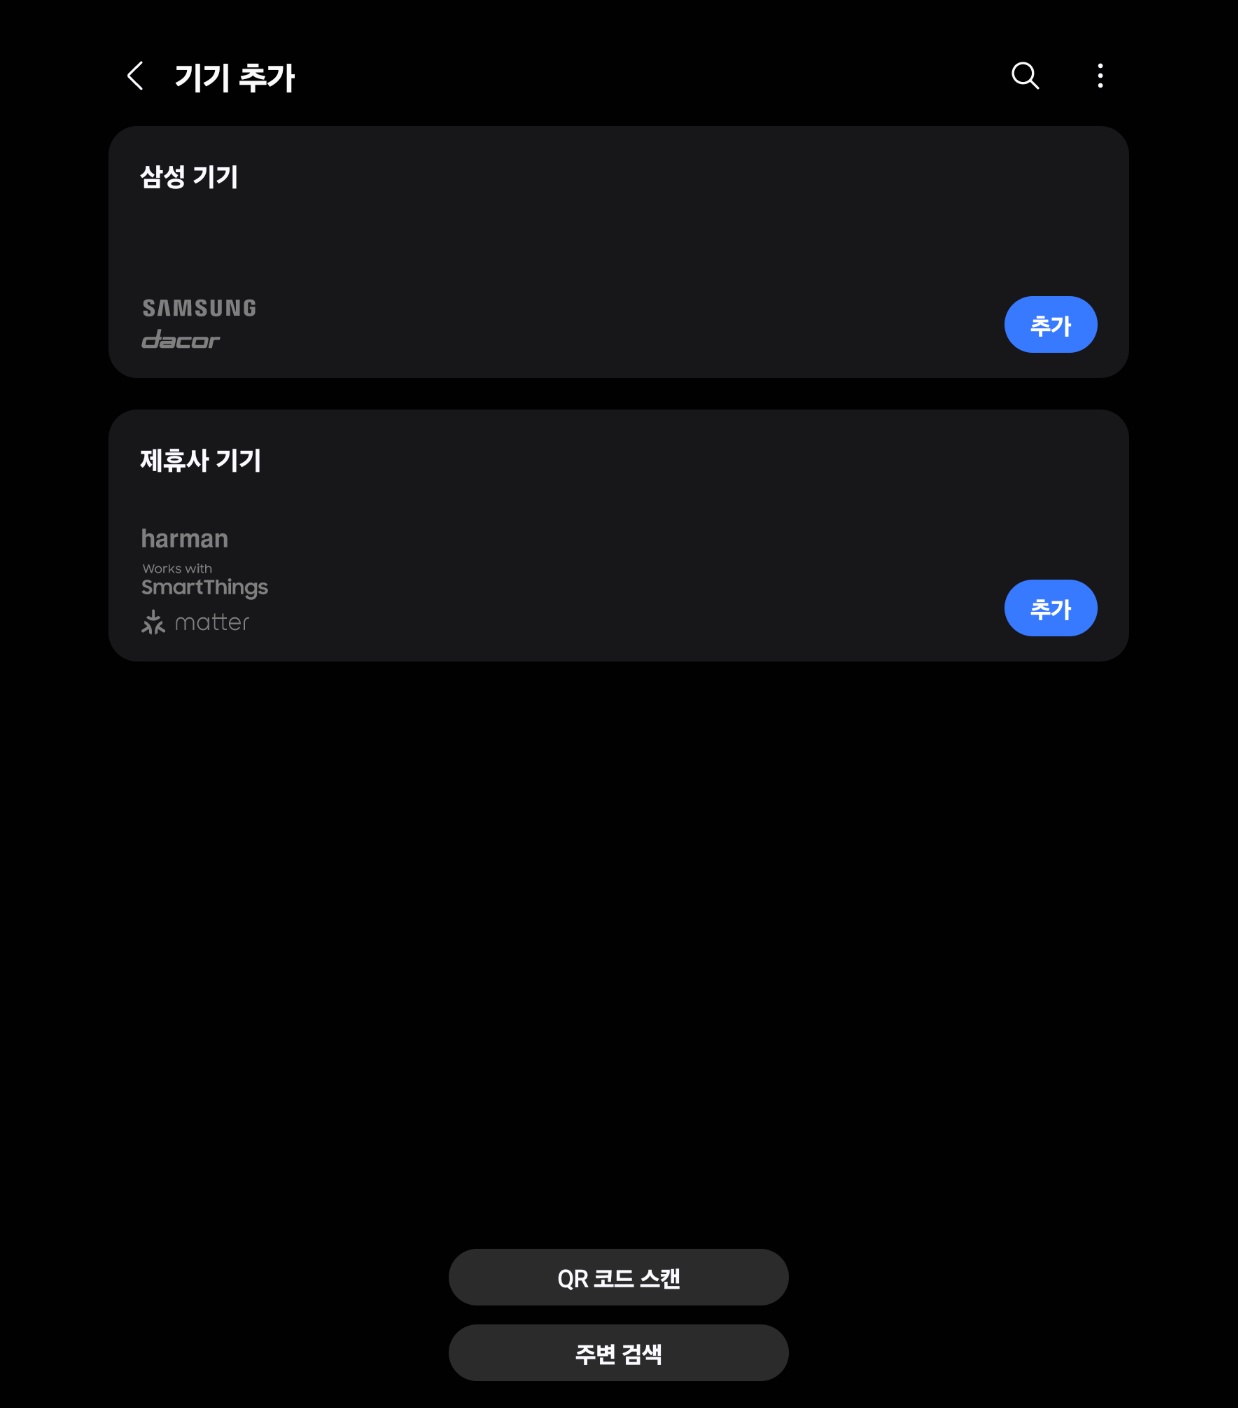 기기 추가
삼성 기기
SAMSUNG
dacor
추가
제휴사 기기
harman
Works with
SmartThings
matter
추가
QR 코드 스캔
주변 검색